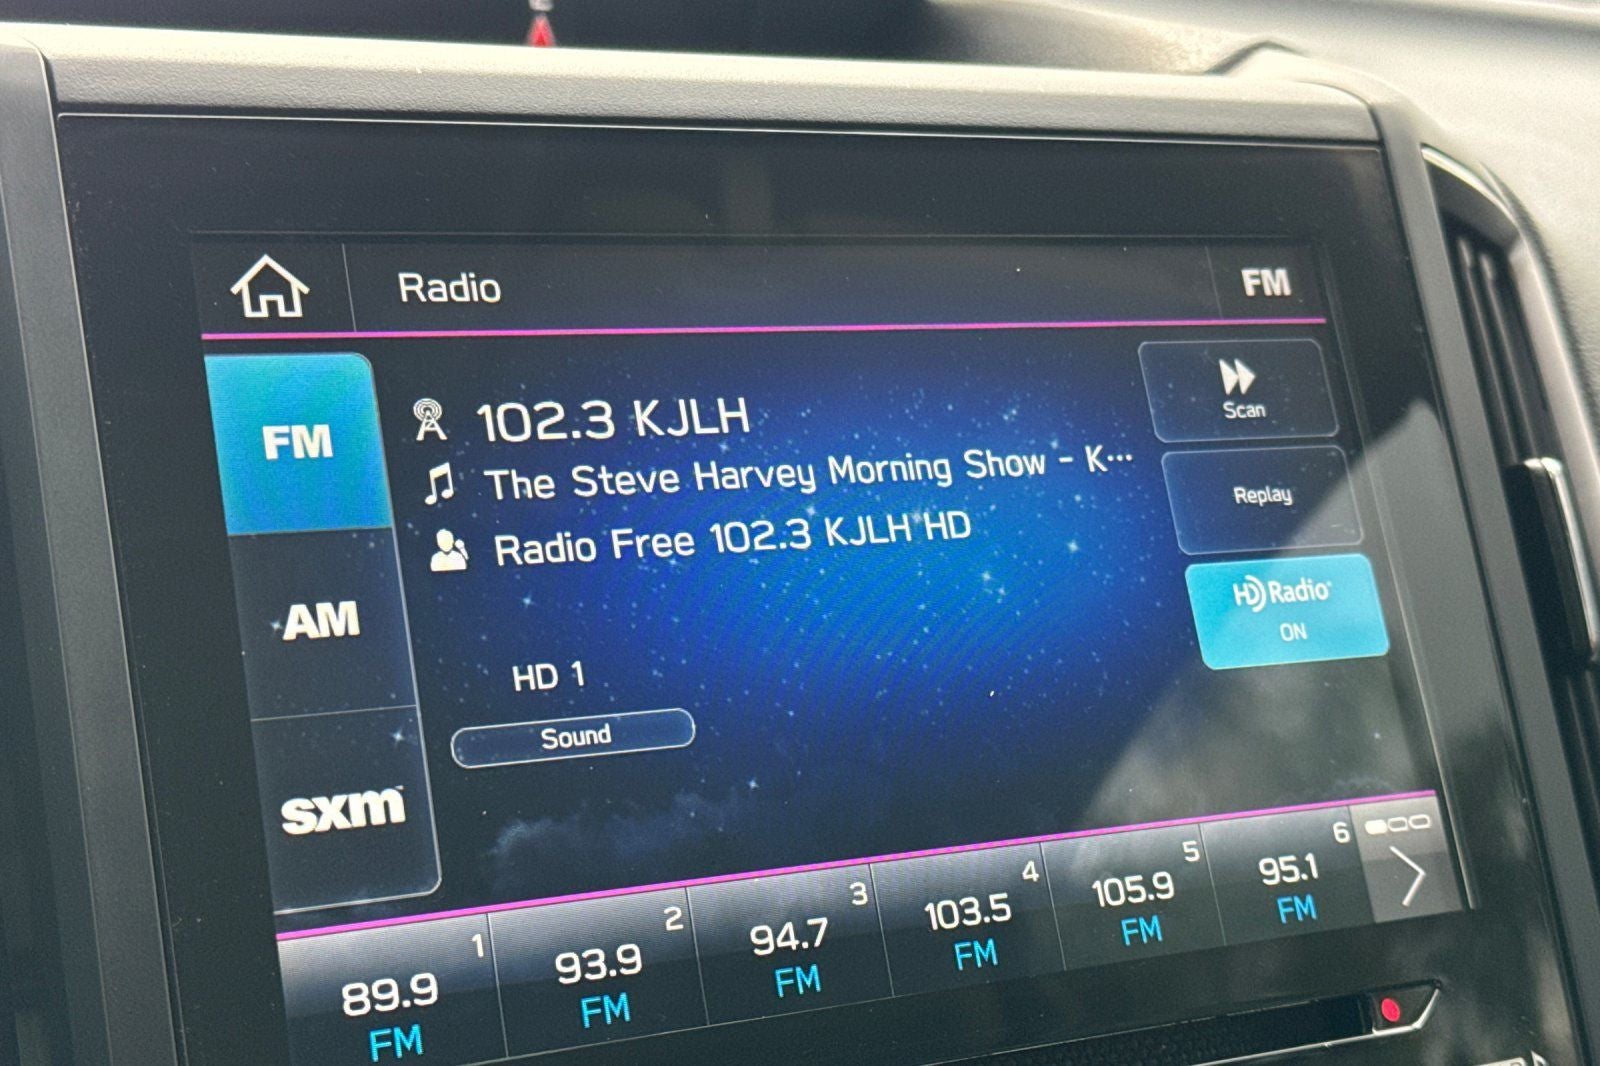 Radio
FM
FM
AM
sxm
102.3 KJLH
The Steve Harvey Morning Show - K...
Radio Free 102.3 KJLH HD
HD 1
Sound
Scan
Replay
HD Radio
ON
1
89.9
FM
2
93.9
FM
3
94.7
FM
4
103.5
FM
5
105.9
FM
6
95.1
FM